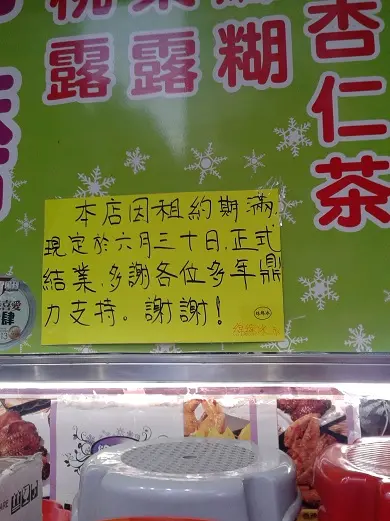 露露糊
杏仁茶
本店因租約期滿,
現定於六月三十日,正式
結業,多謝各位多年鼎
力支持。謝謝!